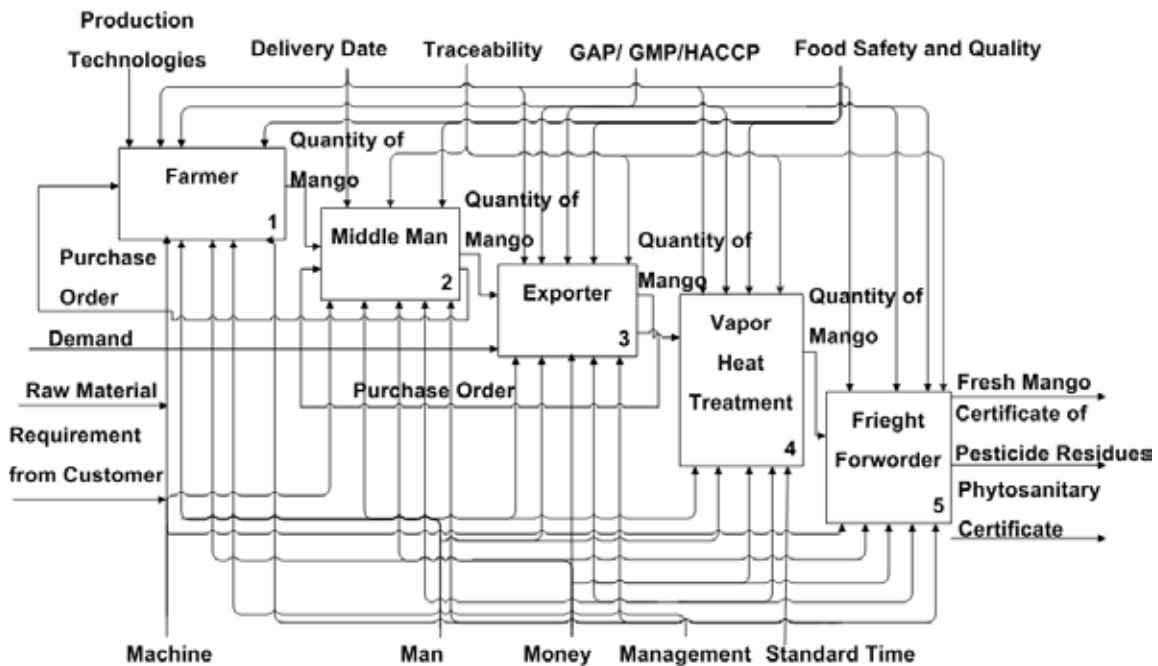 Production
Technologies
Delivery Date
Traceability
GAP/ GMP/HACCP
Food Safety and Quality
Quantity of
Mango
Farmer
1
Quantity of
Mango
Middle Man
2
Purchase
Order
Quantity of
Mango
Exporter
3
Demand
Purchase Order
Quantity of
Mango
Vapor
Heat
Treatment
4
Raw Material
Requirement
from Customer
Frieght
Forworder
5
Fresh Mango
Certificate of
Pesticide Residues
Phytosanitary
Certificate
Machine
Man
Money
Management
Standard Time